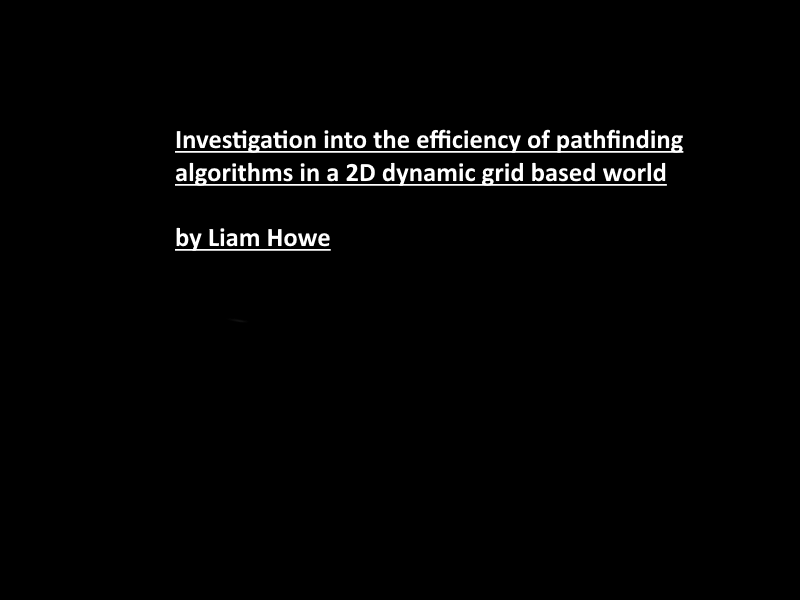 Investigation into the efficiency of pathfinding
algorithms in a 2D dynamic grid based world
by Liam Howe